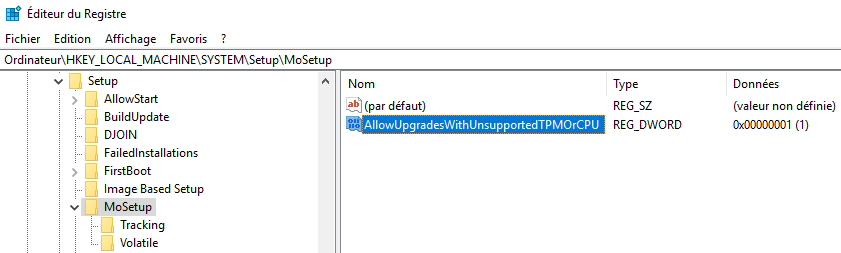 Éditeur du Registre
Fichier Edition Affichage Favoris ?
Ordinateur\HKEY_LOCAL_MACHINE\SYSTEM\Setup\MoSetup
Setup
AllowStart
BuildUpdate
DJOIN
FailedInstallations
FirstBoot
Image Based Setup
MoSetup
Tracking
Volatile
Nom Type Données
(par défaut) REG_SZ (valeur non définie)
AllowUpgradesWithUnsupportedTPMOrCPU REG_DWORD 0x00000001 (1)